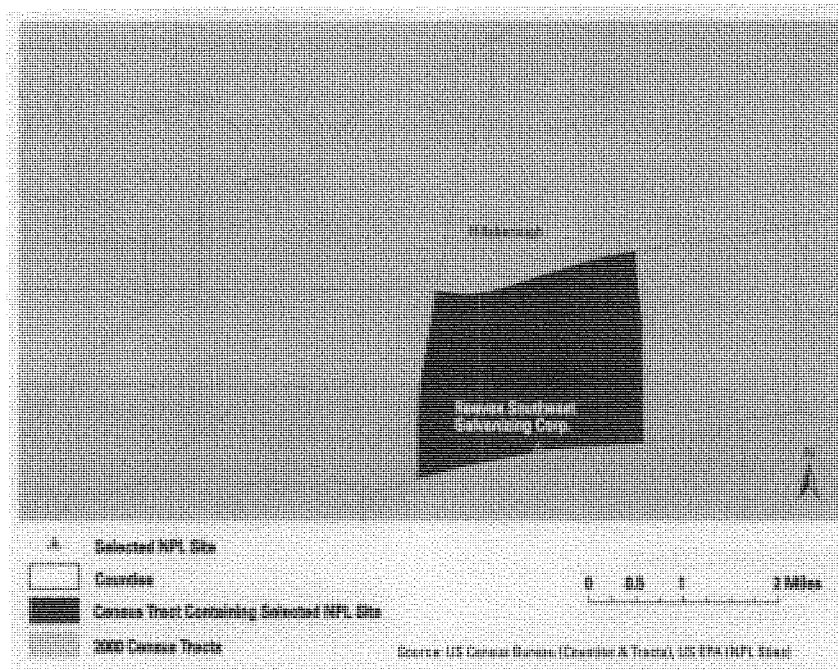 Hillsborough
Reeves Southeast
Galvanizing Corp.
N
Selected NPL Site
Counties
Census Tract Containing Selected NPL Site
2000 Census Tracts
0 0.5 1 2 Miles
Source: US Census Bureau (Counties & Tracts), US EPA (NPL Sites)